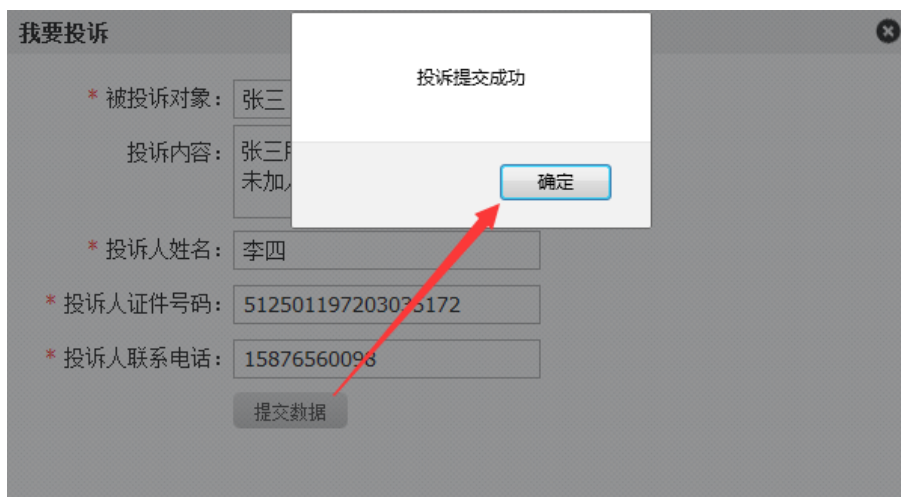 我要投诉
投诉提交成功
确定
* 被投诉对象： 张三
投诉内容： 张三
未加
* 投诉人姓名： 李四
* 投诉人证件号码： 512501197203035172
* 投诉人联系电话： 15876560098
提交数据